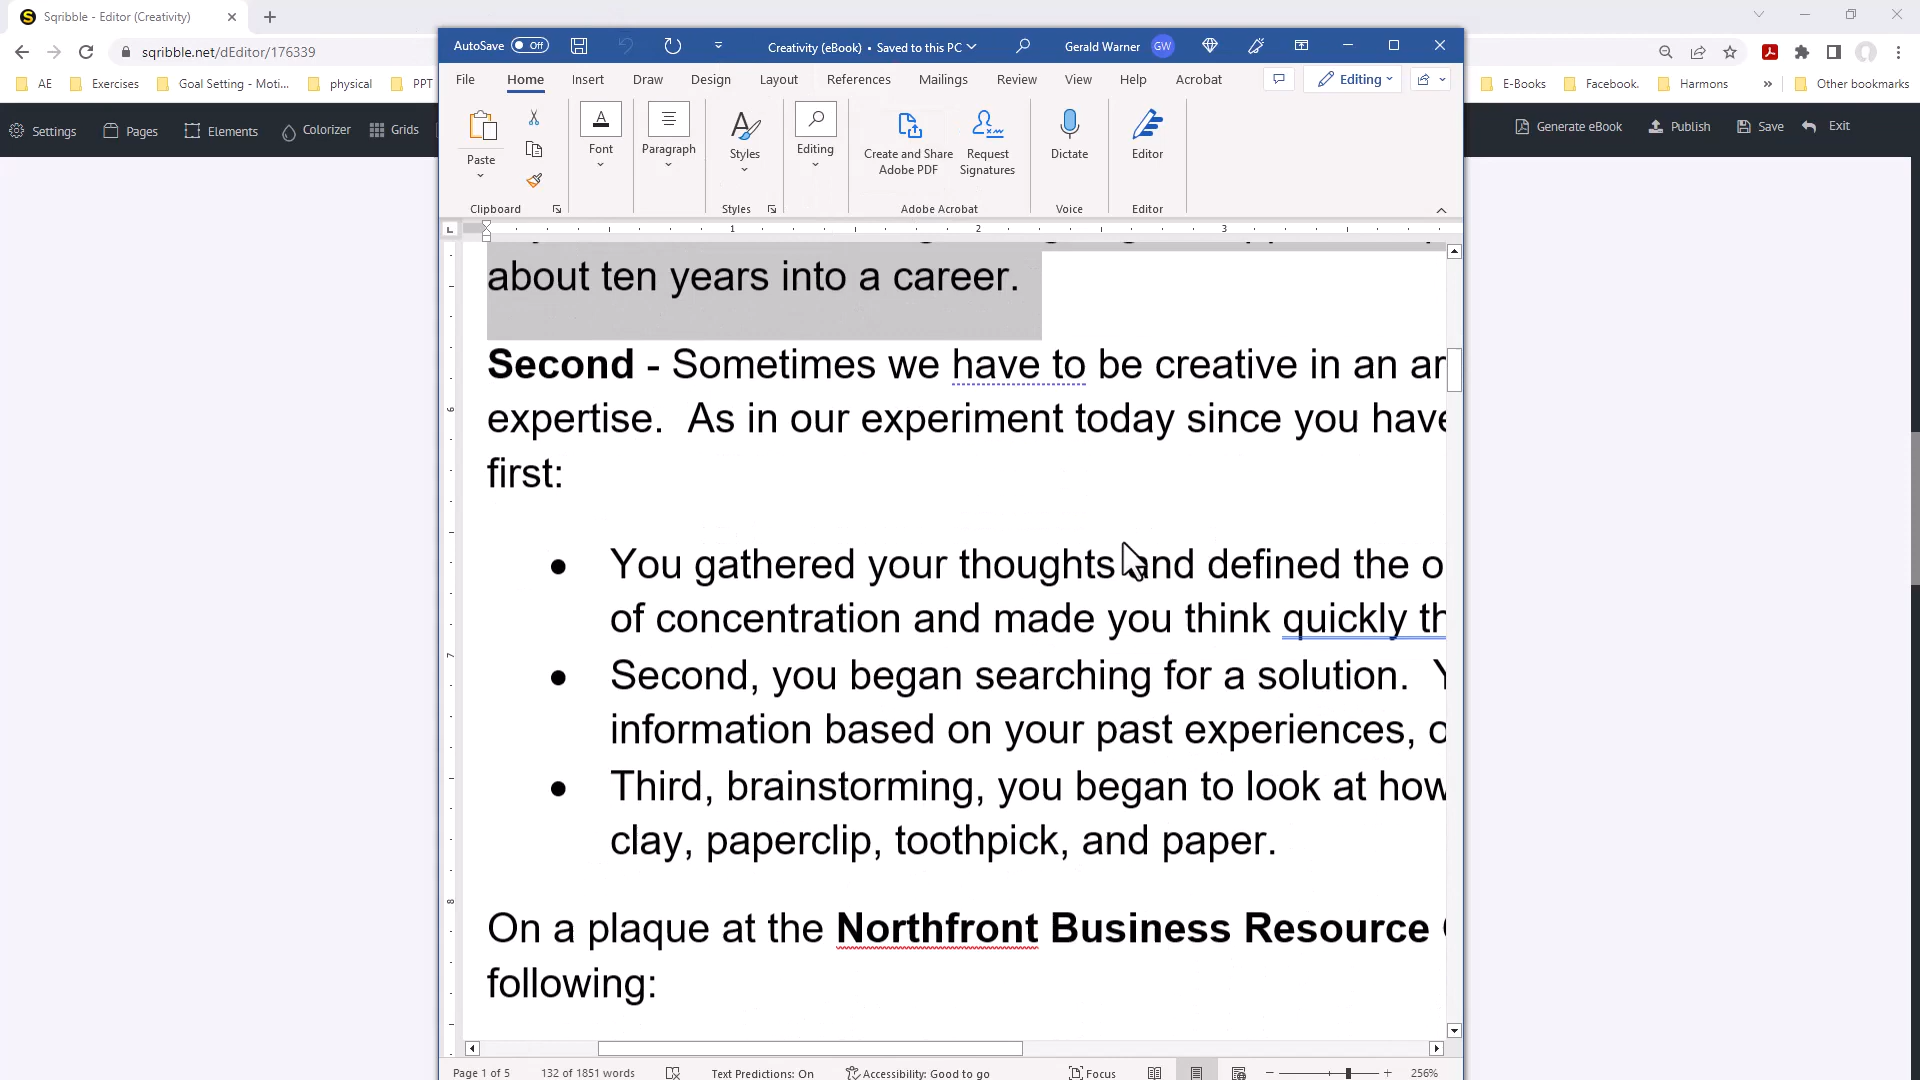 Sqribble - Editor (Creativity)
sqribble.net/dEditor/176339
AE Exercises Goal Setting - Moti... physical PPT
E-Books Facebook. Harmons » Other bookmarks
Settings Pages Elements Colorizer Grids
Generate eBook Publish Save Exit
AutoSave Off Creativity (eBook) • Saved to this PC Gerald Warner GW
File Home Insert Draw Design Layout References Mailings Review View Help Acrobat Editing
Paste
Font
Paragraph
Styles
Editing
Create and Share Adobe PDF
Request Signatures
Dictate
Editor
Clipboard Styles Adobe Acrobat Voice Editor
1 2 3
about ten years into a career.
Second - Sometimes we have to be creative in an ar
expertise. As in our experiment today since you have
first:
• You gathered your thoughts and defined the o
of concentration and made you think quickly th
• Second, you began searching for a solution. Y
information based on your past experiences, o
• Third, brainstorming, you began to look at how
clay, paperclip, toothpick, and paper.
On a plaque at the Northfront Business Resource
following:
6
7
8
Page 1 of 5 132 of 1851 words Text Predictions: On Accessibility: Good to go Focus 256%